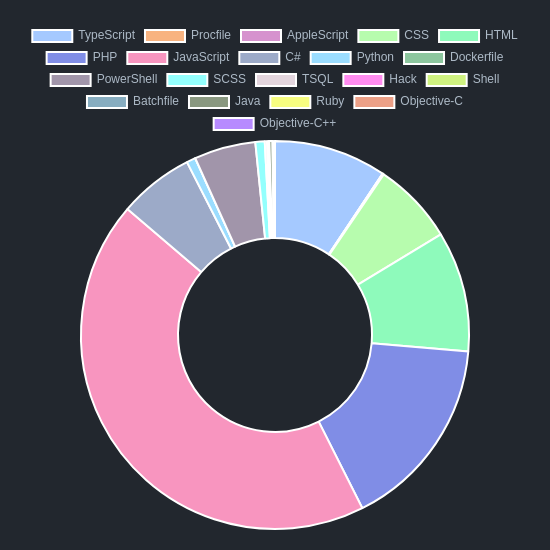 TypeScript Procfile AppleScript CSS HTML
PHP JavaScript C# Python Dockerfile
PowerShell SCSS TSQL Hack Shell
Batchfile Java Ruby Objective-C
Objective-C++